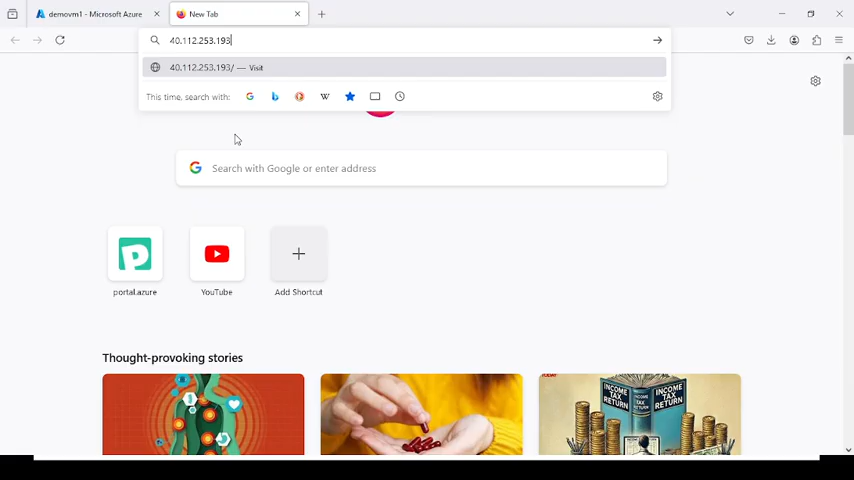 demovm1 - Microsoft Azure
New Tab
40.112.253.193
40.112.253.193/ — Visit
This time, search with:
Search with Google or enter address
portal.azure
YouTube
Add Shortcut
Thought-provoking stories
TODAY
INCOME TAX RETURN
INCOME TAX RETURN